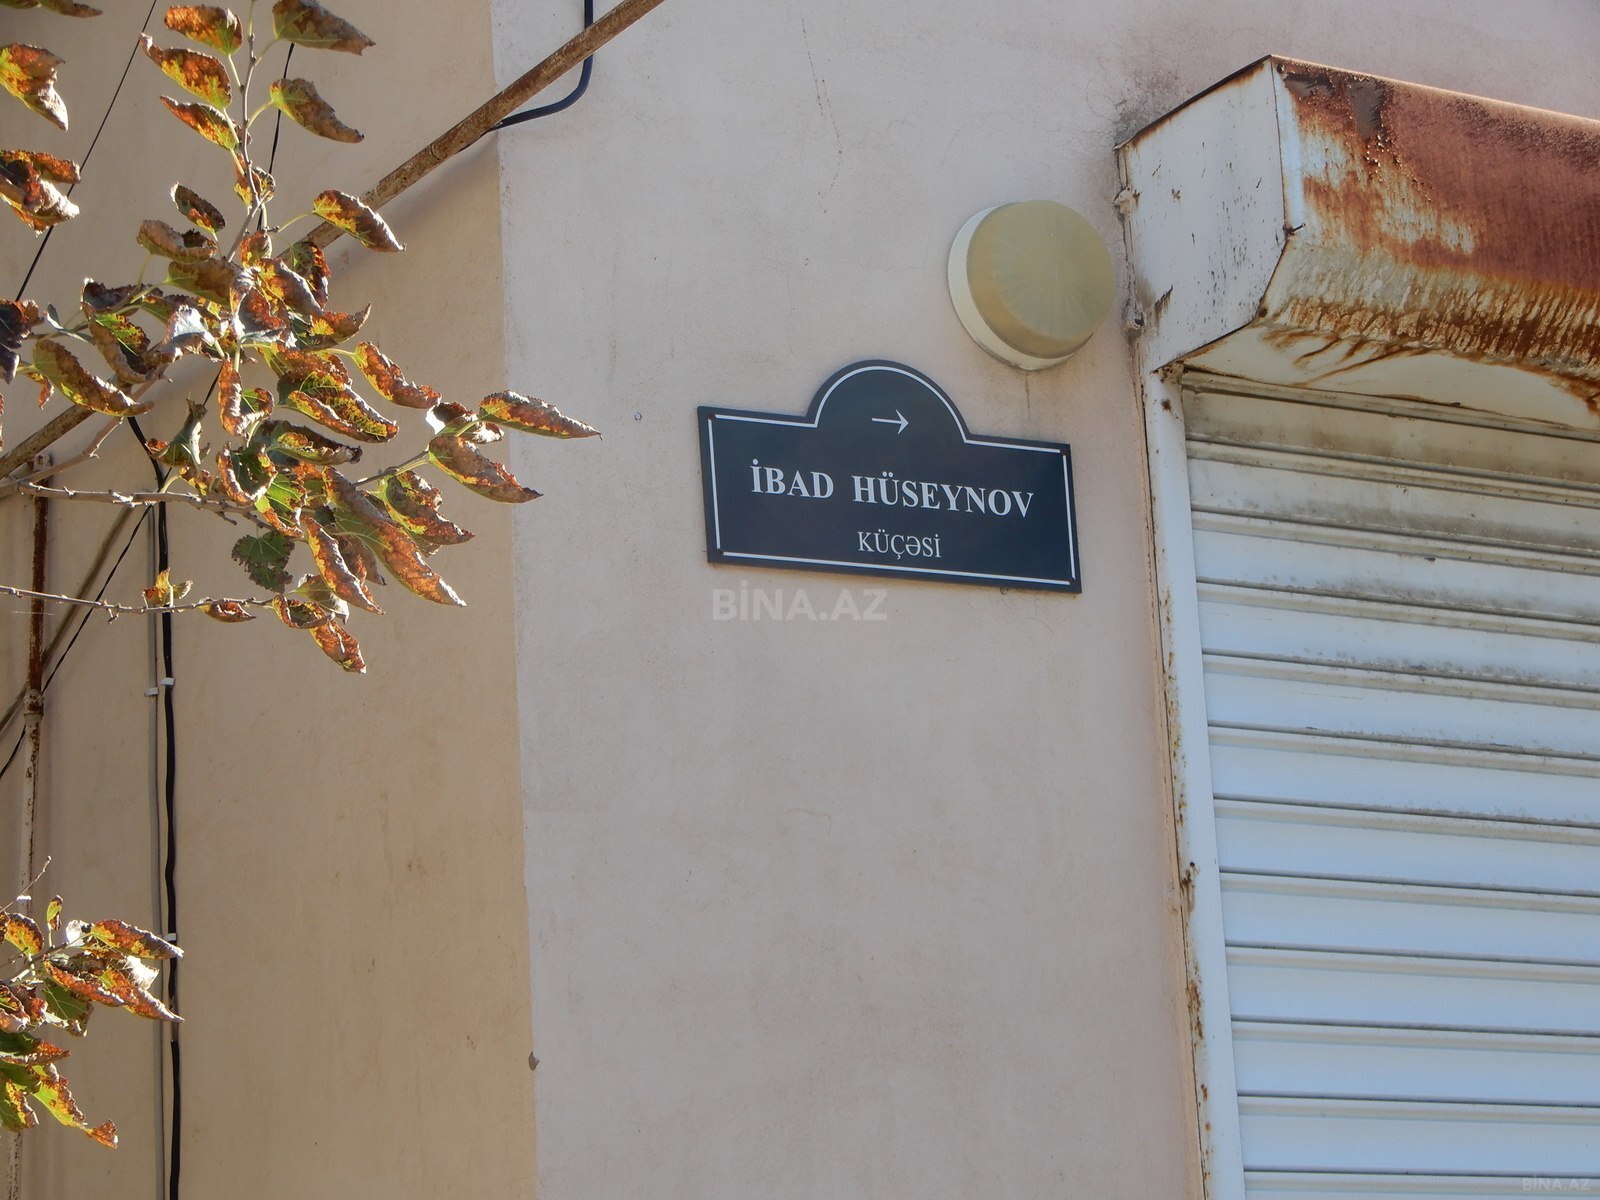 →
İBAD HÜSEYNOV
KÜÇƏSİ
BİNA.AZ
BİNA.AZ